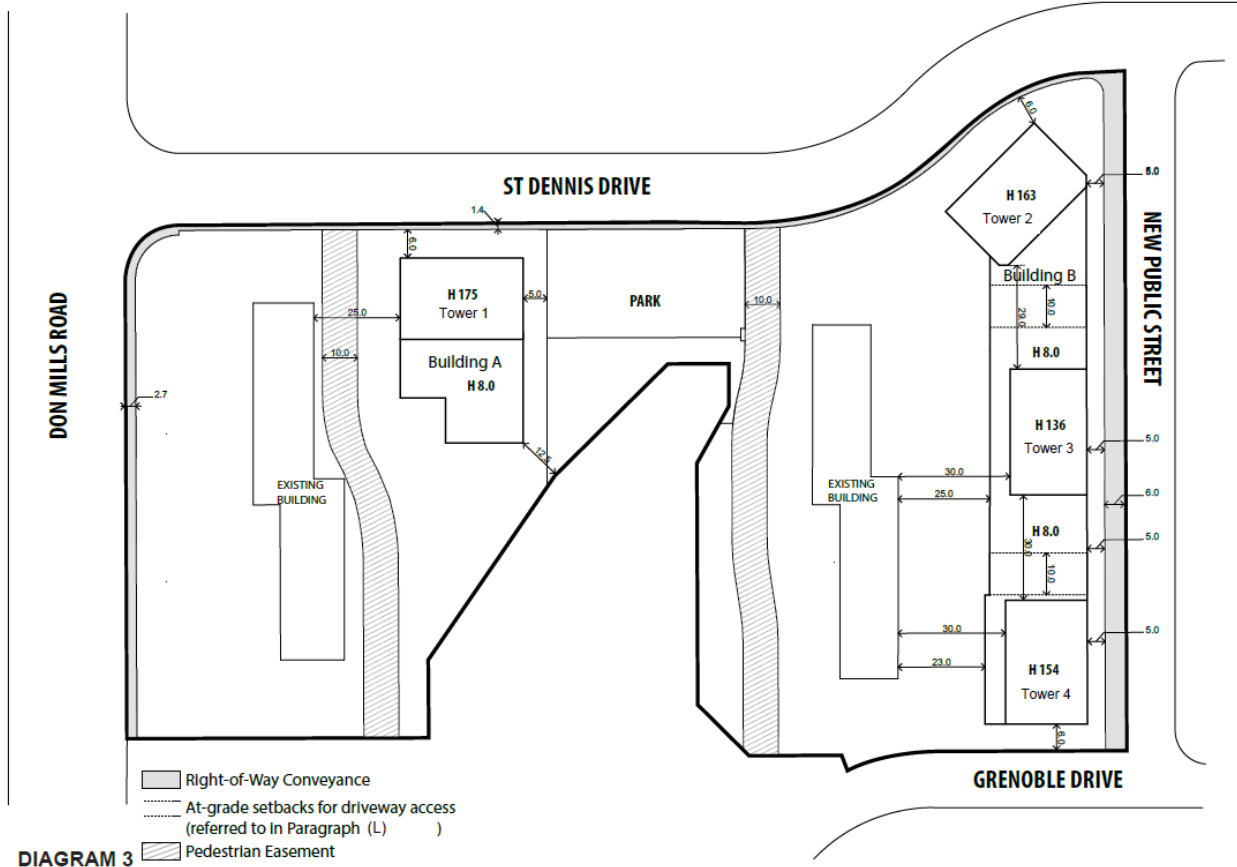 ST DENNIS DRIVE
1.4
6.0
6.0
H 163
Tower 2
5.0
NEW PUBLIC STREET
DON MILLS ROAD
H 175
Tower 1
5.0
PARK
10.0
25.0
10.0
Building B
10.0
29.0
H 8.0
Building A
H 8.0
2.7
12.5
H 136
Tower 3
5.0
EXISTING
BUILDING
EXISTING
BUILDING
30.0
25.0
6.0
H 8.0
30.0
5.0
10.0
30.0
23.0
5.0
H 154
Tower 4
6.0
GRENOBLE DRIVE
Right-of-Way Conveyance
At-grade setbacks for driveway access
(referred to in Paragraph (L) )
Pedestrian Easement
DIAGRAM 3